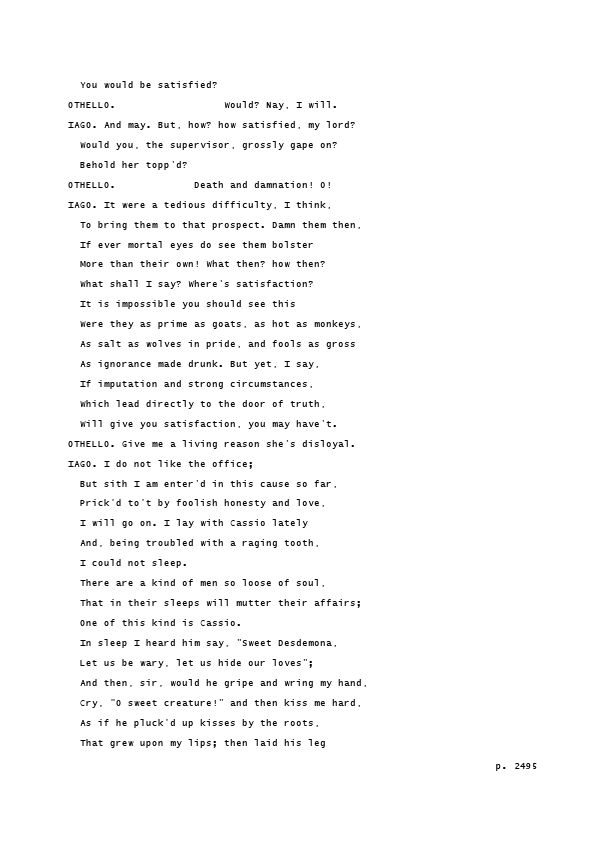 You would be satisfied?
OTHELLO. Would? Nay, I will.
IAGO. And may. But, how? how satisfied, my lord?
Would you, the supervisor, grossly gape on?
Behold her topp'd?
OTHELLO. Death and damnation! O!
IAGO. It were a tedious difficulty, I think,
To bring them to that prospect. Damn them then,
If ever mortal eyes do see them bolster
More than their own! What then? how then?
What shall I say? Where's satisfaction?
It is impossible you should see this
Were they as prime as goats, as hot as monkeys,
As salt as wolves in pride, and fools as gross
As ignorance made drunk. But yet, I say,
If imputation and strong circumstances,
Which lead directly to the door of truth,
Will give you satisfaction, you may have't.
OTHELLO. Give me a living reason she's disloyal.
IAGO. I do not like the office;
But sith I am enter'd in this cause so far,
Prick'd to't by foolish honesty and love,
I will go on. I lay with Cassio lately
And, being troubled with a raging tooth,
I could not sleep.
There are a kind of men so loose of soul,
That in their sleeps will mutter their affairs;
One of this kind is Cassio.
In sleep I heard him say, "Sweet Desdemona,
Let us be wary, let us hide our loves";
And then, sir, would he gripe and wring my hand,
Cry, "O sweet creature!" and then kiss me hard,
As if he pluck'd up kisses by the roots,
That grew upon my lips; then laid his leg
p. 2495